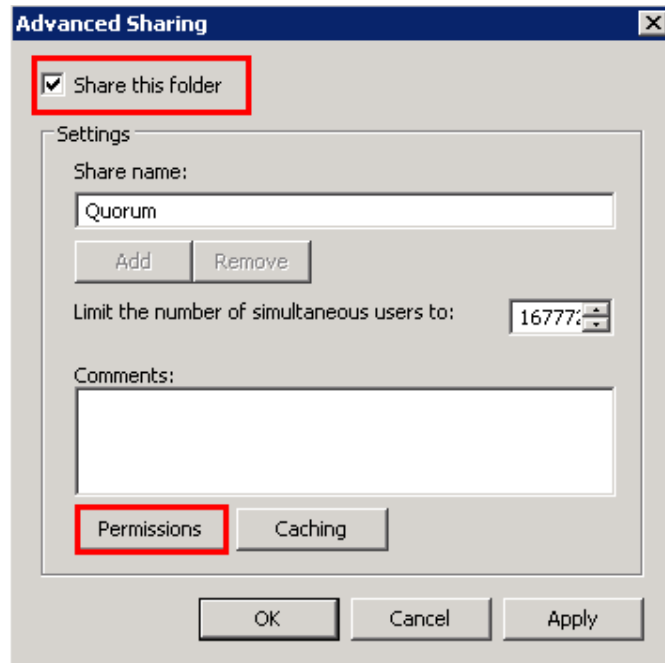 Advanced Sharing
Share this folder
Settings
Share name:
Quorum
Add Remove
Limit the number of simultaneous users to:
Comments:
Permissions Caching
OK Cancel Apply